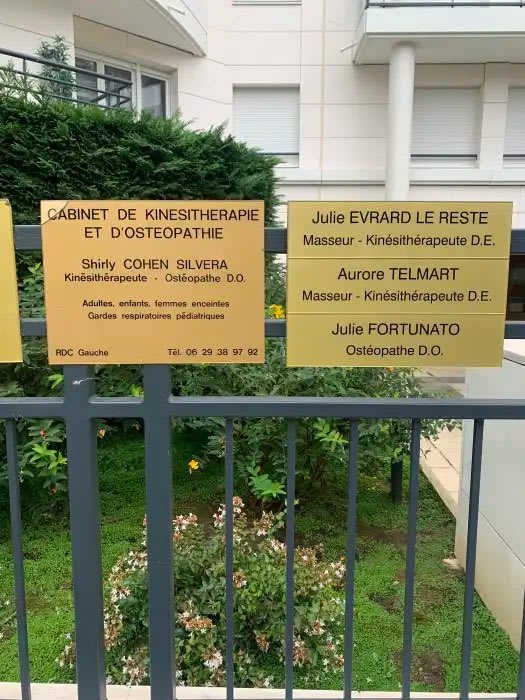 CABINET DE KINESITHERAPIE
ET D'OSTEOPATHIE
Shirly COHEN SILVERA
Kinésithérapeute - Ostéopathe D.O.
Adultes, enfants, femmes enceintes
Gardes respiratoires pédiatriques
RDC Gauche Tél. 06 29 38 97 92
Julie EVRARD LE RESTE
Masseur - Kinésithérapeute D.E.
Aurore TELMART
Masseur - Kinésithérapeute D.E.
Julie FORTUNATO
Ostéopathe D.O.